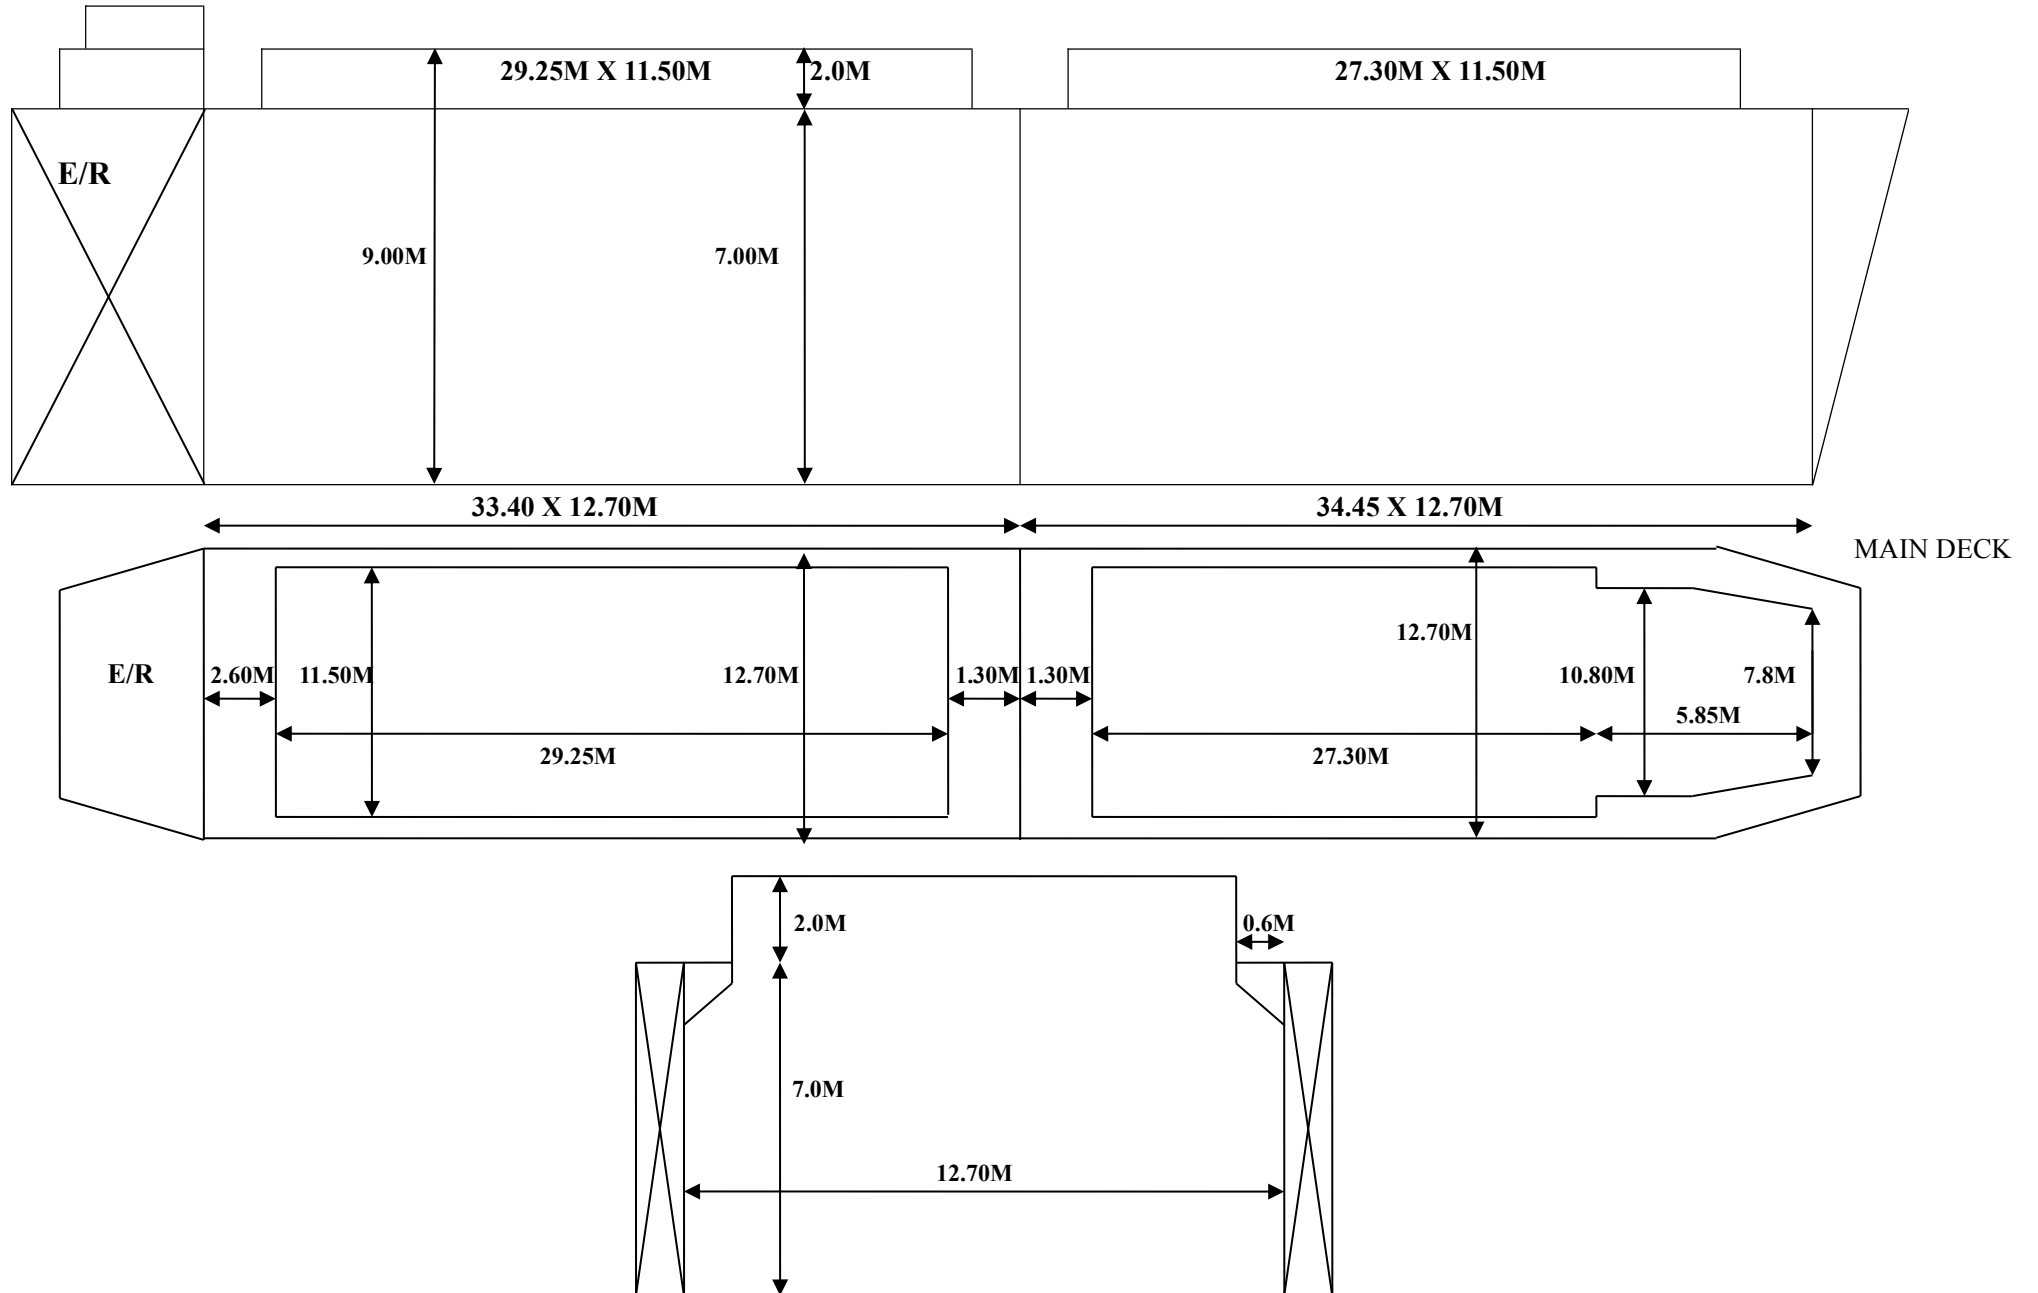 29.25M X 11.50M
2.0M
27.30M X 11.50M
E/R
9.00M
7.00M
33.40 X 12.70M
34.45 X 12.70M
MAIN DECK
12.70M
E/R
2.60M
11.50M
12.70M
1.30M
1.30M
10.80M
7.8M
5.85M
29.25M
27.30M
2.0M
0.6M
7.0M
12.70M